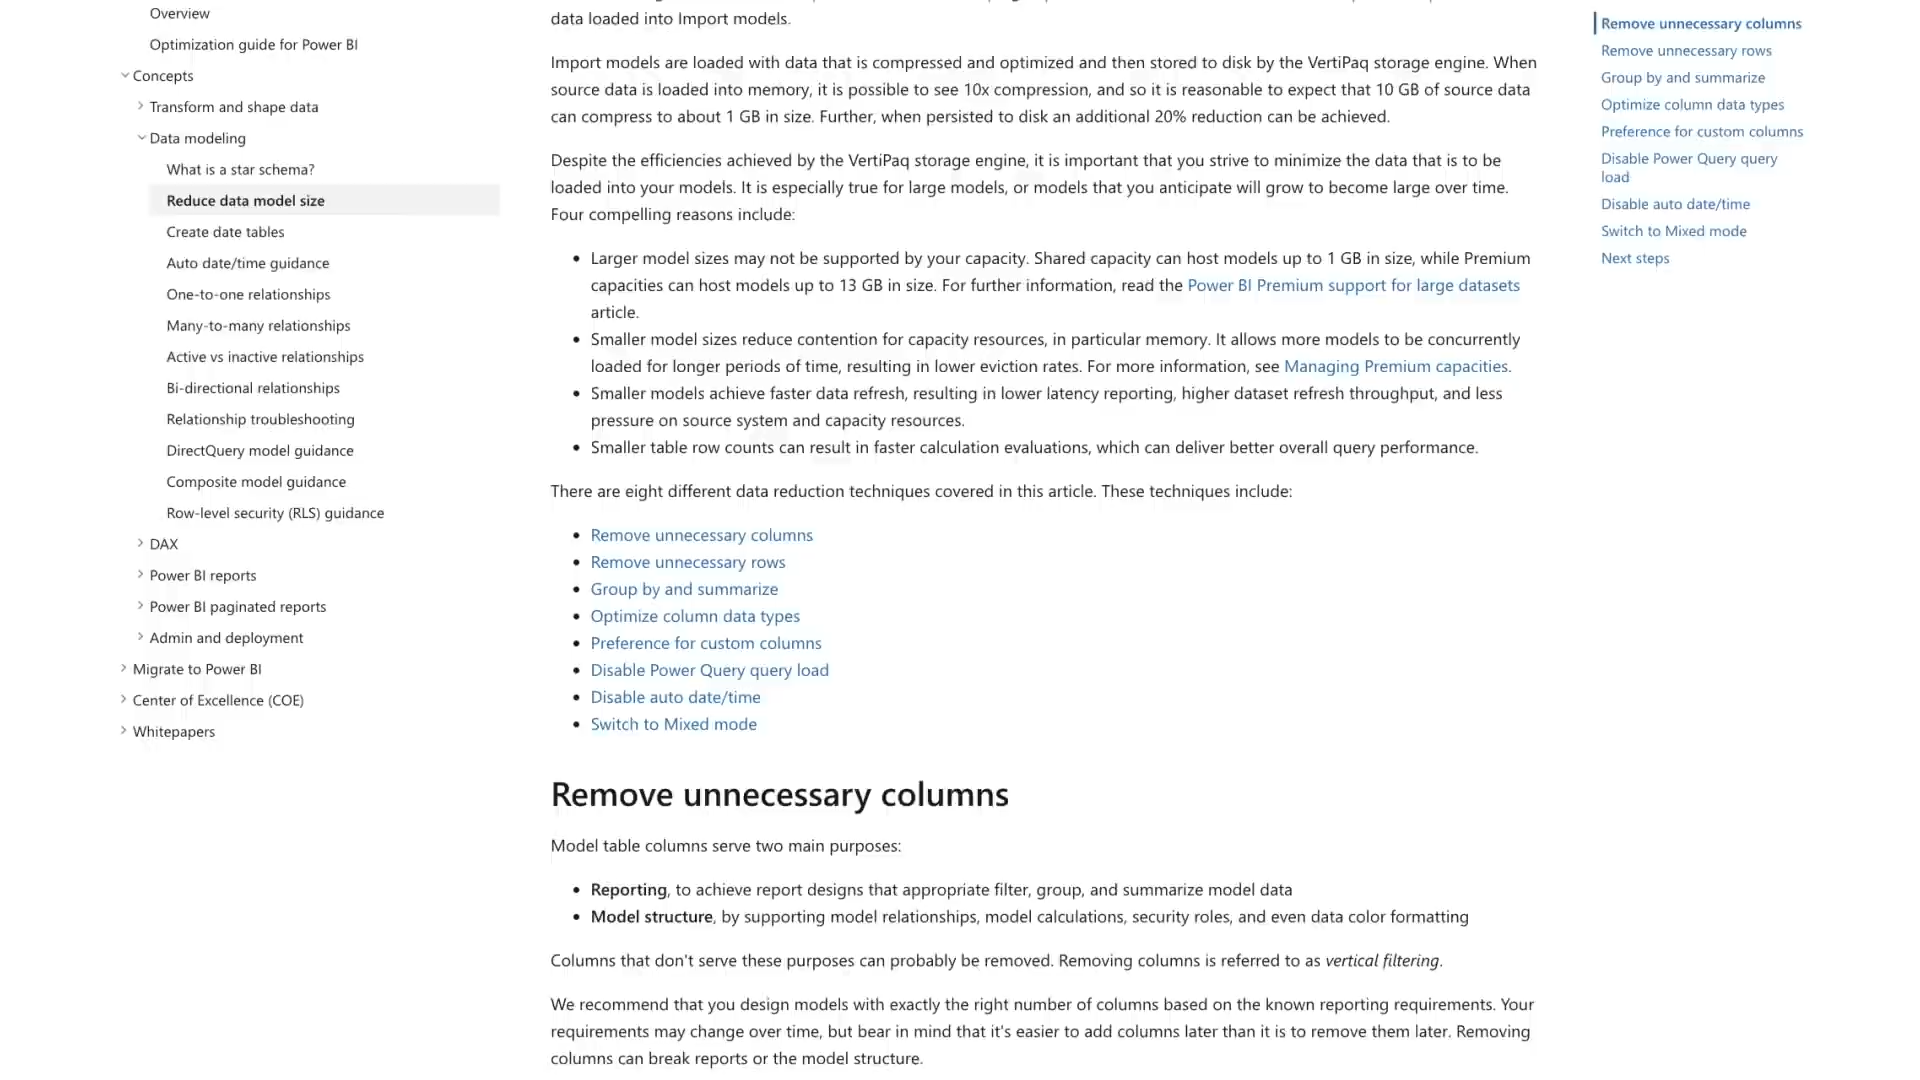 Overview
Optimization guide for Power BI
Concepts
Transform and shape data
Data modeling
What is a star schema?
Reduce data model size
Create date tables
Auto date/time guidance
One-to-one relationships
Many-to-many relationships
Active vs inactive relationships
Bi-directional relationships
Relationship troubleshooting
DirectQuery model guidance
Composite model guidance
Row-level security (RLS) guidance
DAX
Power BI reports
Power BI paginated reports
Admin and deployment
Migrate to Power BI
Center of Excellence (COE)
Whitepapers
data loaded into Import models.
Import models are loaded with data that is compressed and optimized and then stored to disk by the VertiPaq storage engine. When
source data is loaded into memory, it is possible to see 10x compression, and so it is reasonable to expect that 10 GB of source data
can compress to about 1 GB in size. Further, when persisted to disk an additional 20% reduction can be achieved.
Despite the efficiencies achieved by the VertiPaq storage engine, it is important that you strive to minimize the data that is to be
loaded into your models. It is especially true for large models, or models that you anticipate will grow to become large over time.
Four compelling reasons include:
• Larger model sizes may not be supported by your capacity. Shared capacity can host models up to 1 GB in size, while Premium
capacities can host models up to 13 GB in size. For further information, read the Power BI Premium support for large datasets
article.
• Smaller model sizes reduce contention for capacity resources, in particular memory. It allows more models to be concurrently
loaded for longer periods of time, resulting in lower eviction rates. For more information, see Managing Premium capacities.
• Smaller models achieve faster data refresh, resulting in lower latency reporting, higher dataset refresh throughput, and less
pressure on source system and capacity resources.
• Smaller table row counts can result in faster calculation evaluations, which can deliver better overall query performance.
There are eight different data reduction techniques covered in this article. These techniques include:
• Remove unnecessary columns
• Remove unnecessary rows
• Group by and summarize
• Optimize column data types
• Preference for custom columns
• Disable Power Query query load
• Disable auto date/time
• Switch to Mixed mode
Remove unnecessary columns
Model table columns serve two main purposes:
• Reporting, to achieve report designs that appropriate filter, group, and summarize model data
• Model structure, by supporting model relationships, model calculations, security roles, and even data color formatting
Columns that don't serve these purposes can probably be removed. Removing columns is referred to as vertical filtering.
We recommend that you design models with exactly the right number of columns based on the known reporting requirements. Your
requirements may change over time, but bear in mind that it's easier to add columns later than it is to remove them later. Removing
columns can break reports or the model structure.
Remove unnecessary columns
Remove unnecessary rows
Group by and summarize
Optimize column data types
Preference for custom columns
Disable Power Query query
load
Disable auto date/time
Switch to Mixed mode
Next steps